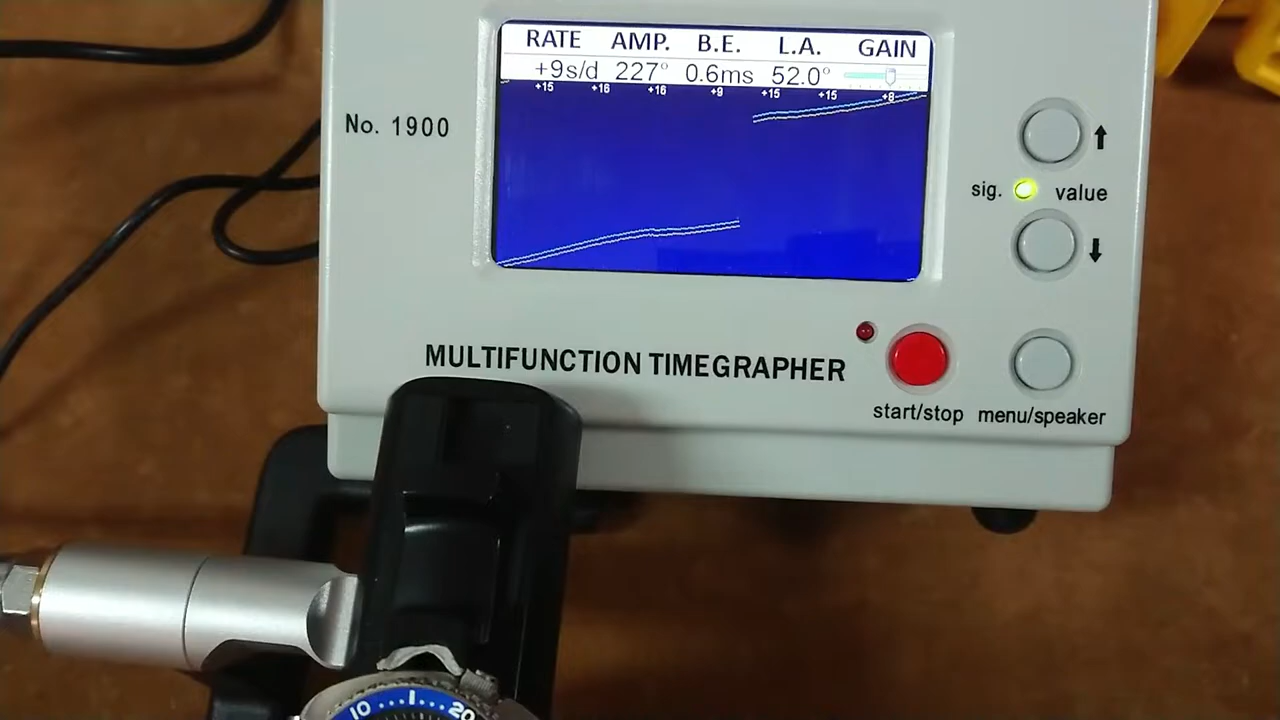 RATE AMP. B.E. L.A. GAIN
+9s/d 227° 0.6ms 52.0°
+15 +16 +16 +9 +15 +15 +8
No. 1900
sig. value
MULTIFUNCTION TIMEGRAPHER
start/stop menu/speaker
10 20